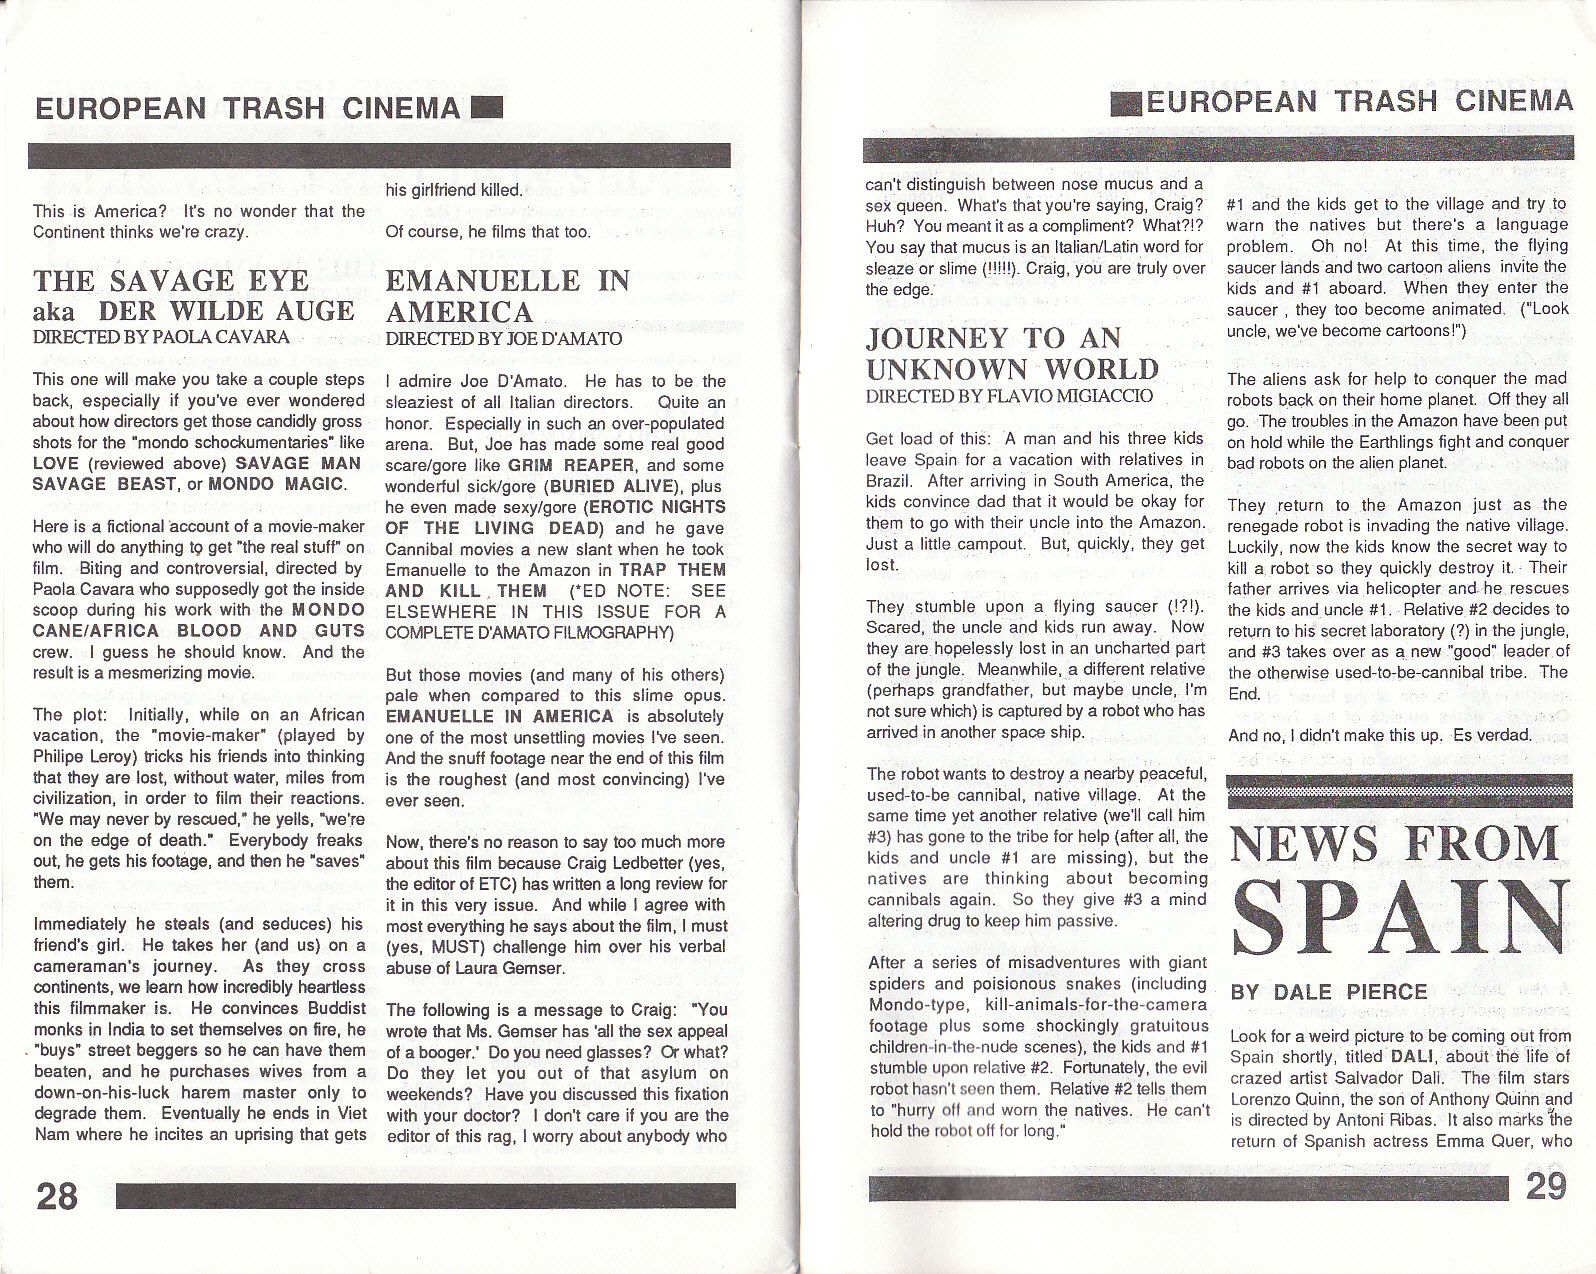 EUROPEAN TRASH CINEMA
This is America? It's no wonder that the
Continent thinks we're crazy.
THE SAVAGE EYE
aka DER WILDE AUGE
DIRECTED BY PAOLA CAVARA
This one will make you take a couple steps
back, especially if you've ever wondered
about how directors get those candidly gross
shots for the "mondo schockumentaries" like
LOVE (reviewed above) SAVAGE MAN
SAVAGE BEAST, or MONDO MAGIC.
Here is a fictional account of a movie-maker
who will do anything to get "the real stuff" on
film. Biting and controversial, directed by
Paola Cavara who supposedly got the inside
scoop during his work with the MONDO
CANE/AFRICA BLOOD AND GUTS
crew. I guess he should know. And the
result is a mesmerizing movie.
The plot: Initially, while on an African
vacation, the "movie-maker" (played by
Philipe Leroy) tricks his friends into thinking
that they are lost, without water, miles from
civilization, in order to film their reactions.
"We may never by rescued," he yells, "we're
on the edge of death." Everybody freaks
out, he gets his footage, and then he "saves"
them.
Immediately he steals (and seduces) his
friend's girl. He takes her (and us) on a
cameraman's journey. As they cross
continents, we learn how incredibly heartless
this filmmaker is. He convinces Buddist
monks in India to set themselves on fire, he
"buys" street beggers so he can have them
beaten, and he purchases wives from a
down-on-his-luck harem master only to
degrade them. Eventually he ends in Viet
Nam where he incites an uprising that gets
his girlfriend killed.
Of course, he films that too.
EMANUELLE IN
AMERICA
DIRECTED BY JOE D'AMATO
I admire Joe D'Amato. He has to be the
sleaziest of all Italian directors. Quite an
honor. Especially in such an over-populated
arena. But, Joe has made some real good
scare/gore like GRIM REAPER, and some
wonderful sick/gore (BURIED ALIVE), plus
he even made sexy/gore (EROTIC NIGHTS
OF THE LIVING DEAD) and he gave
Cannibal movies a new slant when he took
Emanuelle to the Amazon in TRAP THEM
AND KILL THEM (*ED NOTE: SEE
ELSEWHERE IN THIS ISSUE FOR A
COMPLETE D'AMATO FILMOGRAPHY)
But those movies (and many of his others)
pale when compared to this slime opus.
EMANUELLE IN AMERICA is absolutely
one of the most unsettling movies I've seen.
And the snuff footage near the end of this film
is the roughest (and most convincing) I've
ever seen.
Now, there's no reason to say too much more
about this film because Craig Ledbetter (yes,
the editor of ETC) has written a long review for
it in this very issue. And while I agree with
most everything he says about the film, I must
(yes, MUST) challenge him over his verbal
abuse of Laura Gemser.
The following is a message to Craig: "You
wrote that Ms. Gemser has 'all the sex appeal
of a booger.' Do you need glasses? Or what?
Do they let you out of that asylum on
weekends? Have you discussed this fixation
with your doctor? I don't care if you are the
editor of this rag, I worry about anybody who
28
EUROPEAN TRASH CINEMA
can't distinguish between nose mucus and a
sex queen. What's that you're saying, Craig?
Huh? You meant it as a compliment? What?!?
You say that mucus is an Italian/Latin word for
sleaze or slime (!!!!!). Craig, you are truly over
the edge.
JOURNEY TO AN
UNKNOWN WORLD
DIRECTED BY FLAVIO MIGIACCIO
Get load of this: A man and his three kids
leave Spain for a vacation with relatives in
Brazil. After arriving in South America, the
kids convince dad that it would be okay for
them to go with their uncle into the Amazon.
Just a little campout. But, quickly, they get
lost.
They stumble upon a flying saucer (!?!).
Scared, the uncle and kids run away. Now
they are hopelessly lost in an uncharted part
of the jungle. Meanwhile, a different relative
(perhaps grandfather, but maybe uncle, I'm
not sure which) is captured by a robot who has
arrived in another space ship.
The robot wants to destroy a nearby peaceful,
used-to-be cannibal, native village. At the
same time yet another relative (we'll call him
#3) has gone to the tribe for help (after all, the
kids and uncle #1 are missing), but the
natives are thinking about becoming
cannibals again. So they give #3 a mind
altering drug to keep him passive.
After a series of misadventures with giant
spiders and poisionous snakes (including
Mondo-type, kill-animals-for-the-camera
footage plus some shockingly gratuitous
children-in-the-nude scenes), the kids and #1
stumble upon relative #2. Fortunately, the evil
robot hasn't seen them. Relative #2 tells them
to "hurry off and worn the natives. He can't
hold the robot off for long."
#1 and the kids get to the village and try to
warn the natives but there's a language
problem. Oh no! At this time, the flying
saucer lands and two cartoon aliens invite the
kids and #1 aboard. When they enter the
saucer , they too become animated. ("Look
uncle, we've become cartoons!")
The aliens ask for help to conquer the mad
robots back on their home planet. Off they all
go. The troubles in the Amazon have been put
on hold while the Earthlings fight and conquer
bad robots on the alien planet.
They return to the Amazon just as the
renegade robot is invading the native village.
Luckily, now the kids know the secret way to
kill a robot so they quickly destroy it. Their
father arrives via helicopter and he rescues
the kids and uncle #1. Relative #2 decides to
return to his secret laboratory (?) in the jungle,
and #3 takes over as a new "good" leader of
the otherwise used-to-be-cannibal tribe. The
End.
And no, I didn't make this up. Es verdad.
NEWS FROM
SPAIN
BY DALE PIERCE
Look for a weird picture to be coming out from
Spain shortly, titled DALI, about the life of
crazed artist Salvador Dali. The film stars
Lorenzo Quinn, the son of Anthony Quinn and
is directed by Antoni Ribas. It also marks the
return of Spanish actress Emma Quer, who
29